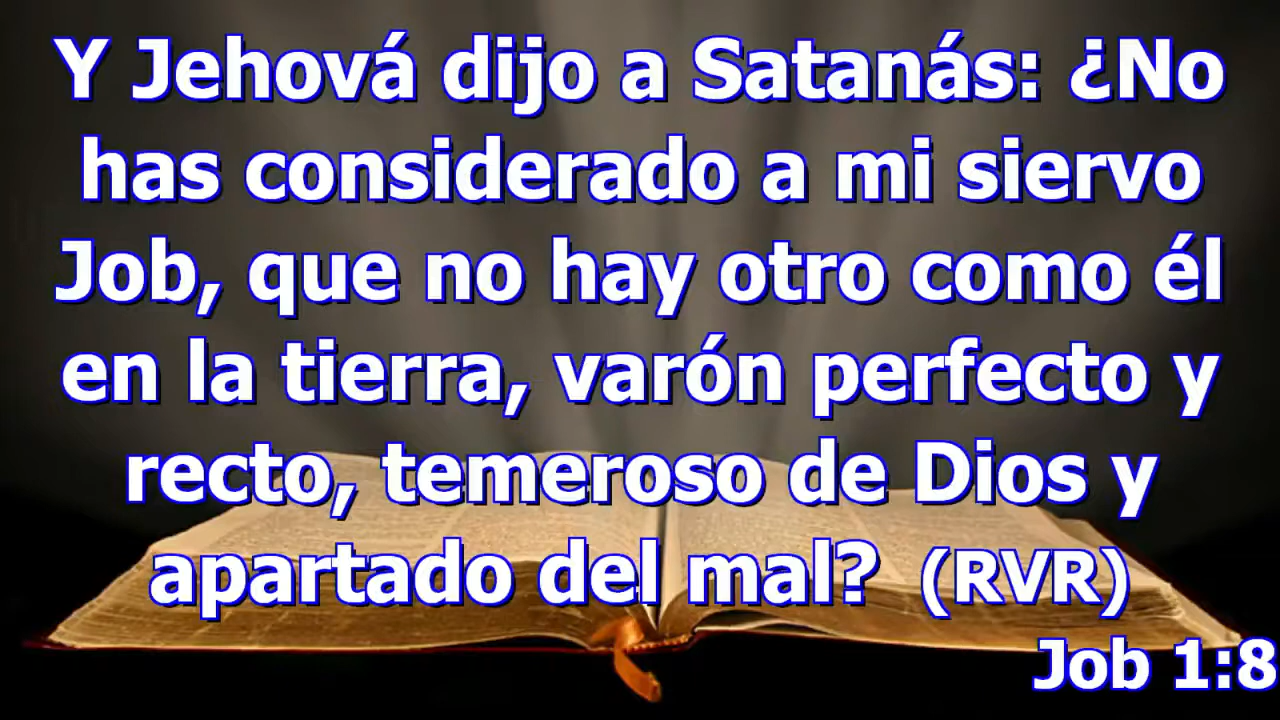 Y Jehová dijo a Satanás: ¿No
has considerado a mi siervo
Job, que no hay otro como él
en la tierra, varón perfecto y
recto, temeroso de Dios y
apartado del mal? (RVR)
Job 1:8